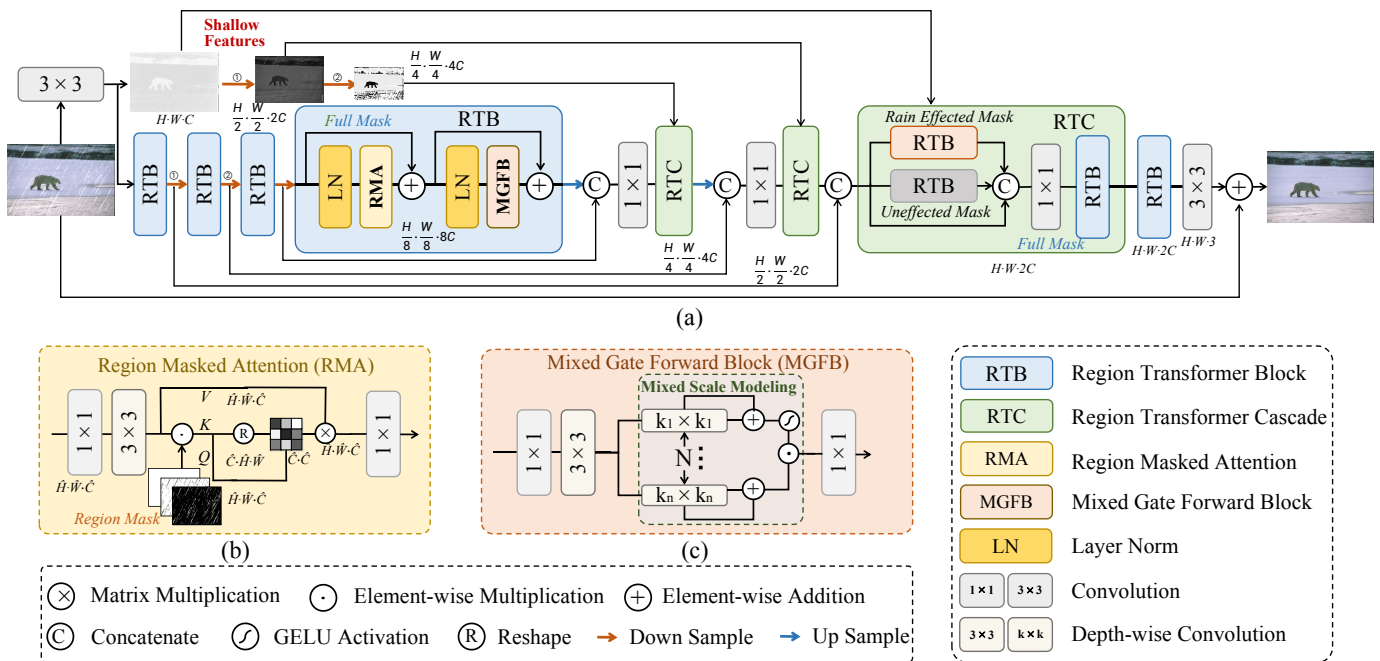 Shallow
Features
3 × 3
① ②
H·W·C
H/2 · W/2 ·2C
H/4 · W/4 ·4C
RTB
RTB
RTB
Full Mask
RTB
LN
RMA
+
LN
MGFB
+
H/8 · W/8 ·8C
C
1 × 1
RTC
H/4 · W/4 ·4C
C
1 × 1
RTC
H/2 · W/2 ·2C
C
Rain Effected Mask
RTC
RTB
RTB
Uneffected Mask
C
1 × 1
RTB
Full Mask
H·W·2C
RTB
H·W·2C
3 × 3
H·W·3
+
① ②
(a)
Region Masked Attention (RMA)
1 × 1
3 × 3
Ĥ·Ŵ·Ĉ
V
Ĥ·Ŵ·Ĉ
K
R
Q
Ĉ·Ĥ·Ŵ
Ĉ·Ĉ
Ĥ·Ŵ·Ĉ
Ĥ·Ŵ·Ĉ
1 × 1
Region Mask
(b)
Mixed Gate Forward Block (MGFB)
Mixed Scale Modeling
1 × 1
3 × 3
k1 × k1
N
kn × kn
+
+
1 × 1
(c)
RTB Region Transformer Block
RTC Region Transformer Cascade
RMA Region Masked Attention
MGFB Mixed Gate Forward Block
LN Layer Norm
1 × 1 3 × 3 Convolution
3 × 3 k × k Depth-wise Convolution
× Matrix Multiplication · Element-wise Multiplication + Element-wise Addition
C Concatenate GELU Activation R Reshape → Down Sample → Up Sample